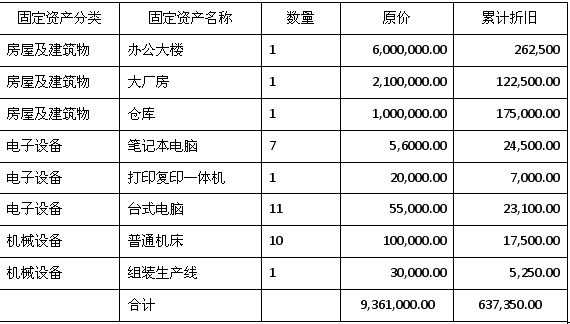 固定资产分类 固定资产名称 数量 原价 累计折旧
房屋及建筑物 办公大楼 1 6,000,000.00 262,500
房屋及建筑物 大厂房 1 2,100,000.00 122,500.00
房屋及建筑物 仓库 1 1,000,000.00 175,000.00
电子设备 笔记本电脑 7 5,6000.00 24,500.00
电子设备 打印复印一体机 1 20,000.00 7,000.00
电子设备 台式电脑 11 55,000.00 23,100.00
机械设备 普通机床 10 100,000.00 17,500.00
机械设备 组装生产线 1 30,000.00 5,250.00
合计 9,361,000.00 637,350.00